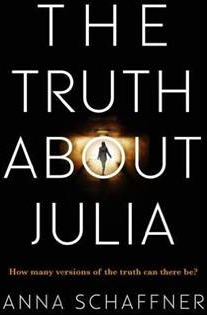 THE
TRUTH
ABOUT
JULIA
How many versions of the truth can there be?
ANNA SCHAFFNER